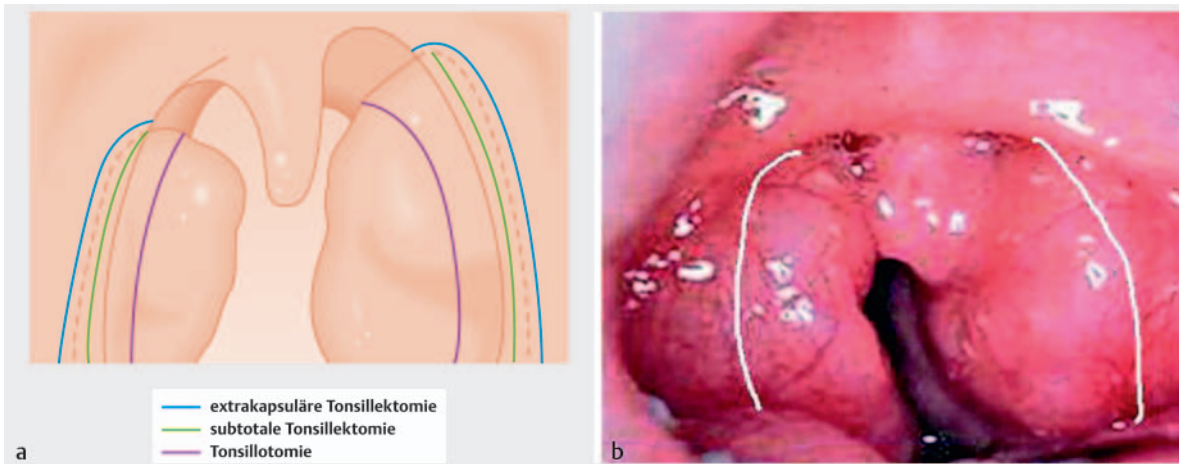 extrakapsuläre Tonsillektomie
subtotale Tonsillektomie
Tonsillotomie
a
b